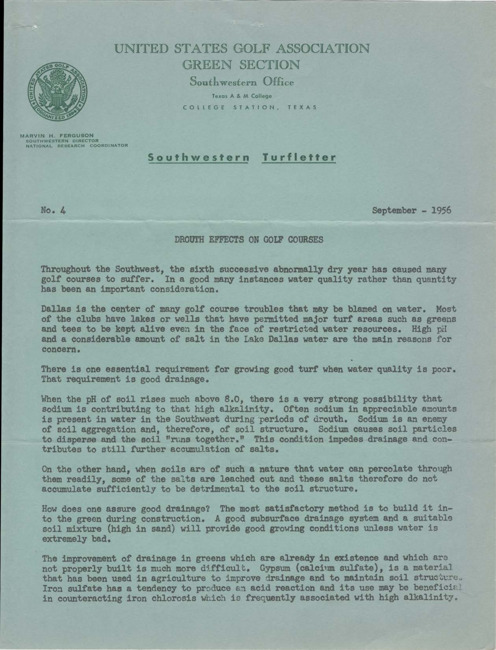 UNITED STATES GOLF ASSOCIATION
GREEN SECTION
Southwestern Office
Texas A & M College
COLLEGE STATION, TEXAS
MARVIN H. FERGUSON
SOUTHWESTERN DIRECTOR
NATIONAL RESEARCH COORDINATOR
Southwestern Turfletter
No. 4 September - 1956
DROUTH EFFECTS ON GOLF COURSES
Throughout the Southwest, the sixth successive abnormally dry year has caused many
golf courses to suffer. In a good many instances water quality rather than quantity
has been an important consideration.
Dallas is the center of many golf course troubles that may be blamed on water. Most
of the clubs have lakes or wells that have permitted major turf areas such as greens
and tees to be kept alive even in the face of restricted water resources. High pH
and a considerable amount of salt in the Lake Dallas water are the main reasons for
concern.
There is one essential requirement for growing good turf when water quality is poor.
That requirement is good drainage.
When the pH of soil rises much above 8.0, there is a very strong possibility that
sodium is contributing to that high alkalinity. Often sodium in appreciable amounts
is present in water in the Southwest during periods of drouth. Sodium is an enemy
of soil aggregation and, therefore, of soil structure. Sodium causes soil particles
to disperse and the soil "runs together." This condition impedes drainage and con-
tributes to still further accumulation of salts.
On the other hand, when soils are of such a nature that water can percolate through
them readily, some of the salts are leached out and these salts therefore do not
accumulate sufficiently to be detrimental to the soil structure.
How does one assure good drainage? The most satisfactory method is to build it in-
to the green during construction. A good subsurface drainage system and a suitable
soil mixture (high in sand) will provide good growing conditions unless water is
extremely bad.
The improvement of drainage in greens which are already in existence and which are
not properly built is much more difficult. Gypsum (calcium sulfate), is a material
that has been used in agriculture to improve drainage and to maintain soil structure.
Iron sulfate has a tendency to produce an acid reaction and its use may be beneficial
in counteracting iron chlorosis which is frequently associated with high alkalinity.